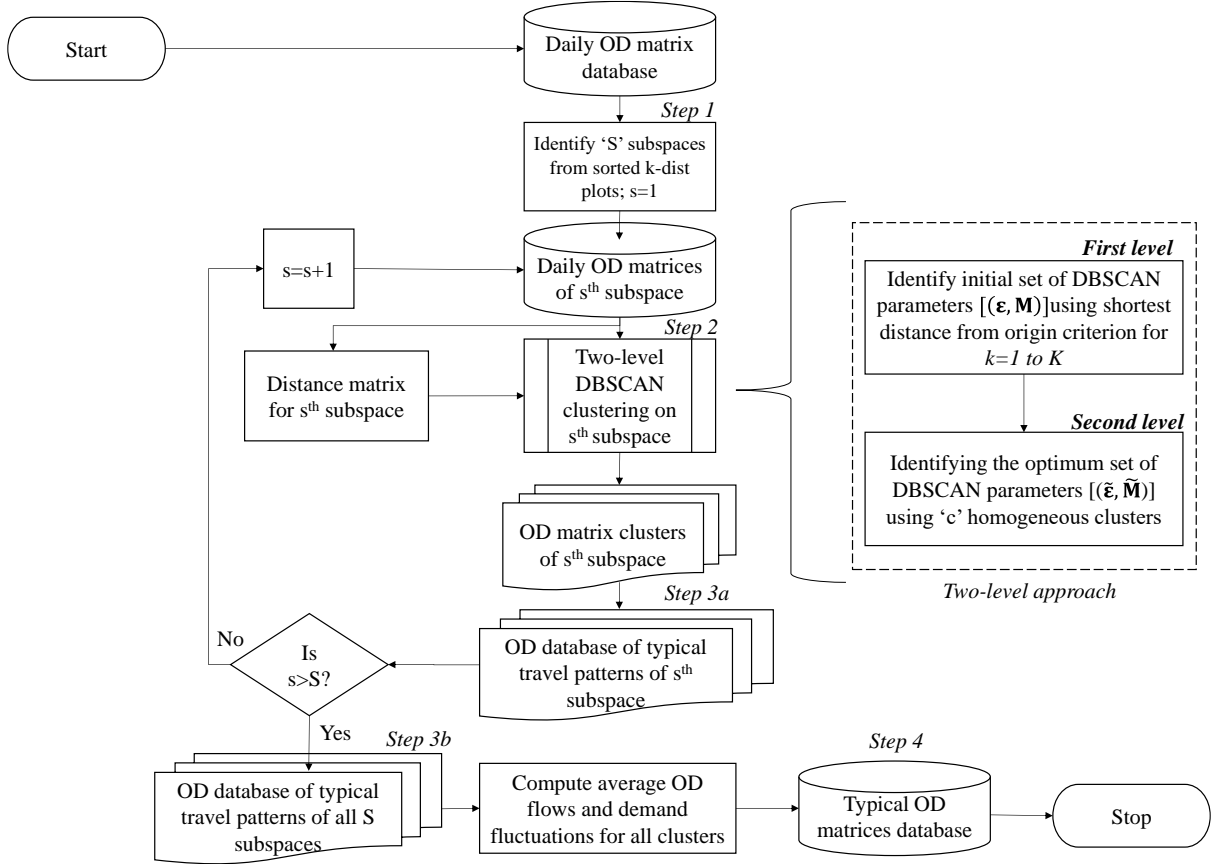 Start
Daily OD matrix
database
Step 1
Identify ‘S’ subspaces
from sorted k-dist
plots; s=1
s=s+1
Daily OD matrices
of sth subspace
Step 2
Distance matrix
for sth subspace
Two-level
DBSCAN
clustering on
sth subspace
First level
Identify initial set of DBSCAN
parameters [(ε, M)]using shortest
distance from origin criterion for
k=1 to K
Second level
Identifying the optimum set of
DBSCAN parameters [(ε̃, M̃)]
using ‘c’ homogeneous clusters
Two-level approach
OD matrix clusters
of sth subspace
Step 3a
OD database of typical
travel patterns of sth
subspace
No
Is
s>S?
Yes
Step 3b
OD database of typical
travel patterns of all S
subspaces
Compute average OD
flows and demand
fluctuations for all clusters
Step 4
Typical OD
matrices database
Stop